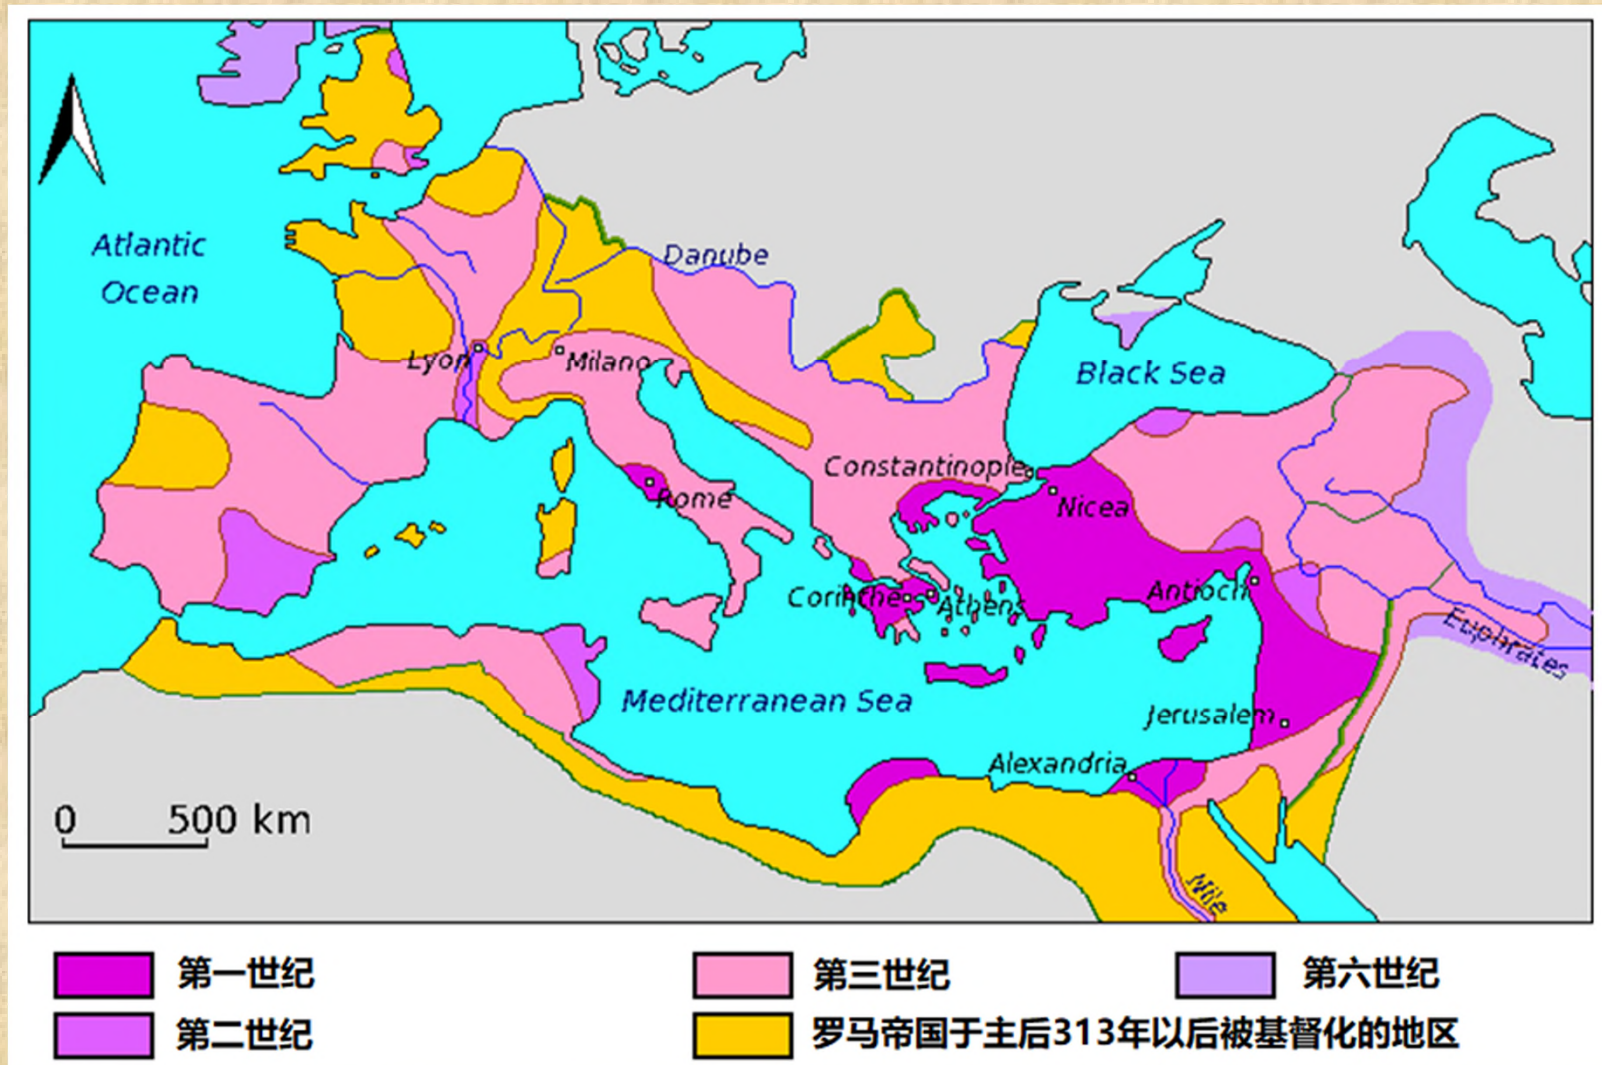 Atlantic
Ocean
Danube
Lyon
Milano
Black Sea
Constantinople
Rome
Nicea
Corinthe
Athens
Antioch
Euphrates
Mediterranean Sea
Jerusalem
Alexandria
Nile
0 500 km
第一世纪
第三世纪
第六世纪
第二世纪
罗马帝国于主后313年以后被基督化的地区